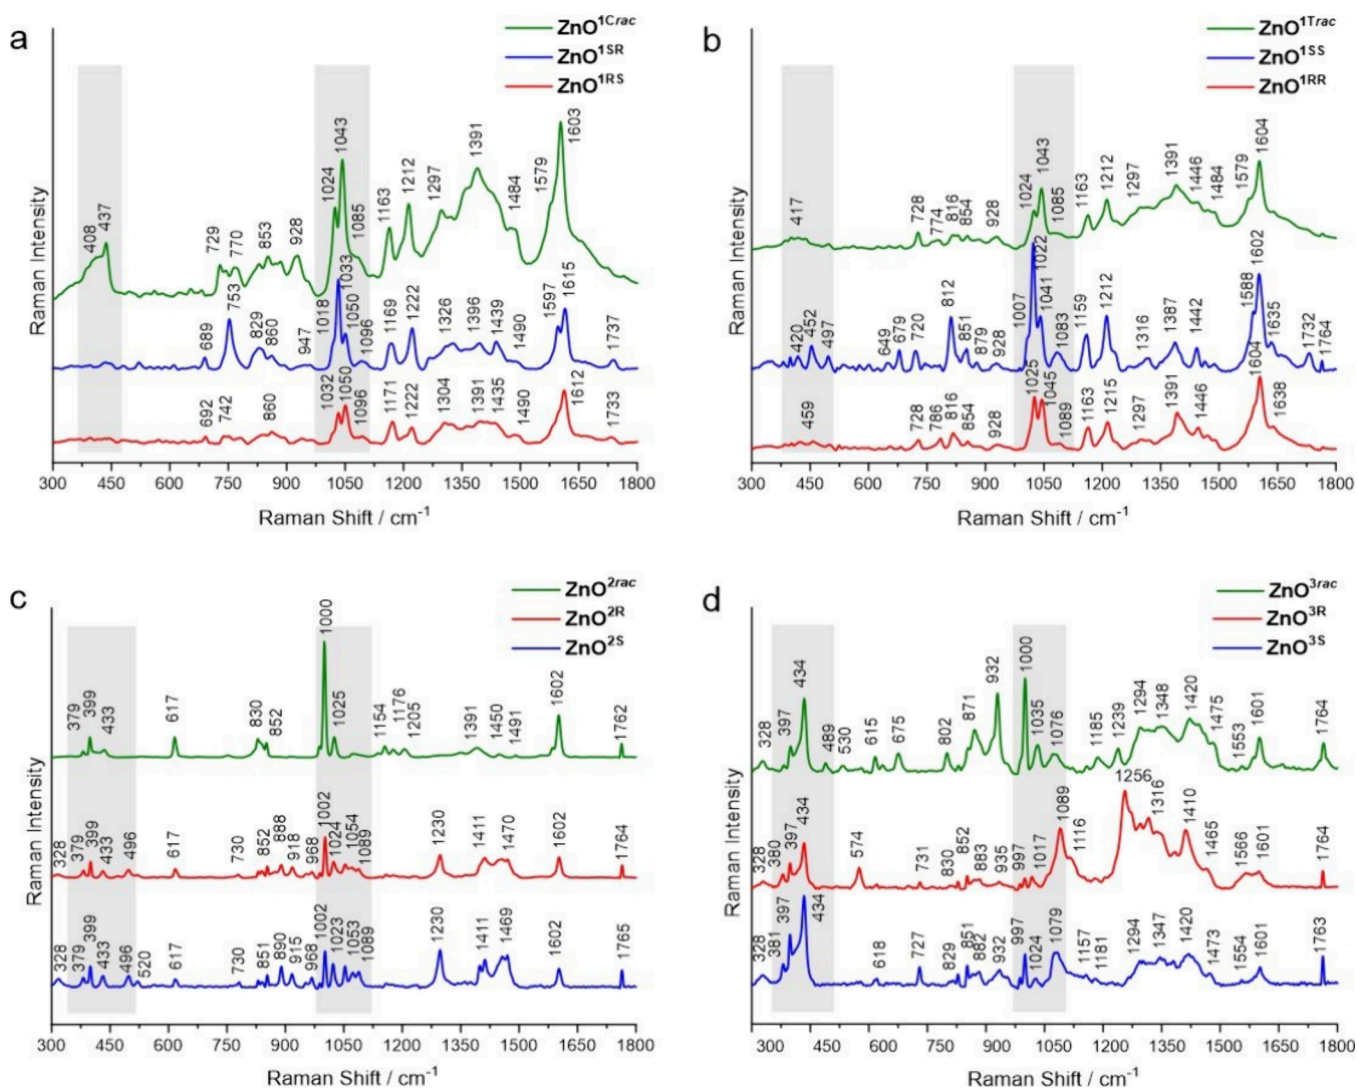 a
ZnO1Crac
ZnO1SR
ZnO1RS
Raman Intensity
408 437 729 770 853 928 1024 1043 1085 1163 1212 1297 1391 1484 1579 1603
689 753 829 860 947 1018 1033 1050 1096 1169 1222 1326 1396 1439 1490 1597 1615 1737
692 742 860 1032 1050 1096 1171 1222 1304 1391 1435 1490 1612 1733
300 450 600 750 900 1050 1200 1350 1500 1650 1800
Raman Shift / cm-1
b
ZnO1Trac
ZnO1SS
ZnO1RR
Raman Intensity
417 728 774 816 854 928 1024 1043 1085 1163 1212 1297 1391 1446 1484 1579 1604
420 452 497 649 679 720 812 851 879 928 1007 1022 1041 1083 1159 1212 1316 1387 1442 1588 1602 1635 1732 1764
459 728 786 816 854 928 1025 1045 1089 1163 1215 1297 1391 1446 1604 1638
300 450 600 750 900 1050 1200 1350 1500 1650 1800
Raman Shift / cm-1
c
ZnO2rac
ZnO2R
ZnO2S
Raman Intensity
379 399 433 617 830 852 1000 1025 1154 1176 1205 1391 1450 1491 1602 1762
328 379 399 433 496 617 730 852 888 918 968 1002 1024 1054 1089 1230 1411 1470 1602 1764
328 379 399 433 496 520 617 730 851 890 915 968 1002 1023 1053 1089 1230 1411 1469 1602 1765
300 450 600 750 900 1050 1200 1350 1500 1650 1800
Raman Shift / cm-1
d
ZnO3rac
ZnO3R
ZnO3S
Raman Intensity
328 397 434 489 530 615 675 802 871 932 1000 1035 1076 1185 1239 1294 1348 1420 1475 1553 1601 1764
328 380 397 434 574 731 830 852 883 935 997 1017 1089 1116 1256 1316 1410 1465 1566 1601 1764
328 381 397 434 618 727 829 851 882 932 997 1024 1079 1157 1181 1294 1347 1420 1473 1554 1601 1763
300 450 600 750 900 1050 1200 1350 1500 1650 1800
Raman Shift / cm-1